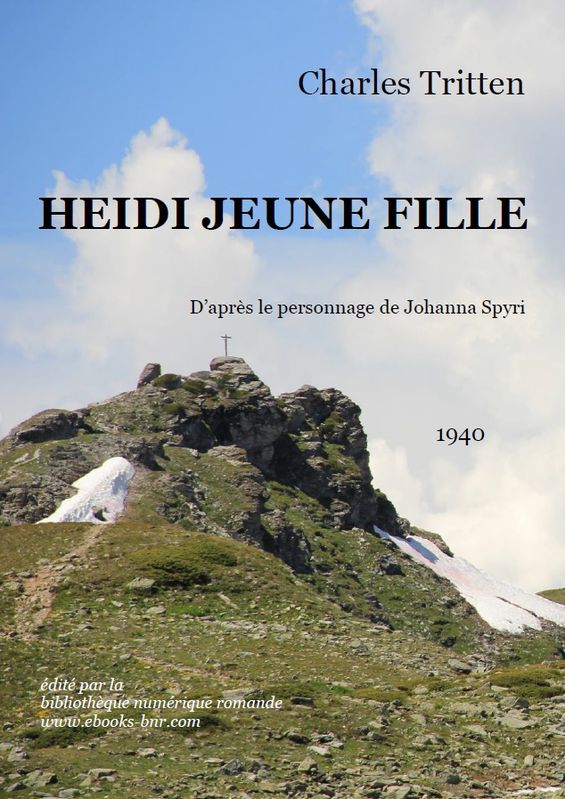 Charles Tritten
HEIDI JEUNE FILLE
D’après le personnage de Johanna Spyri
1940
édité par la
bibliothèque numérique romande
www.ebooks-bnr.com